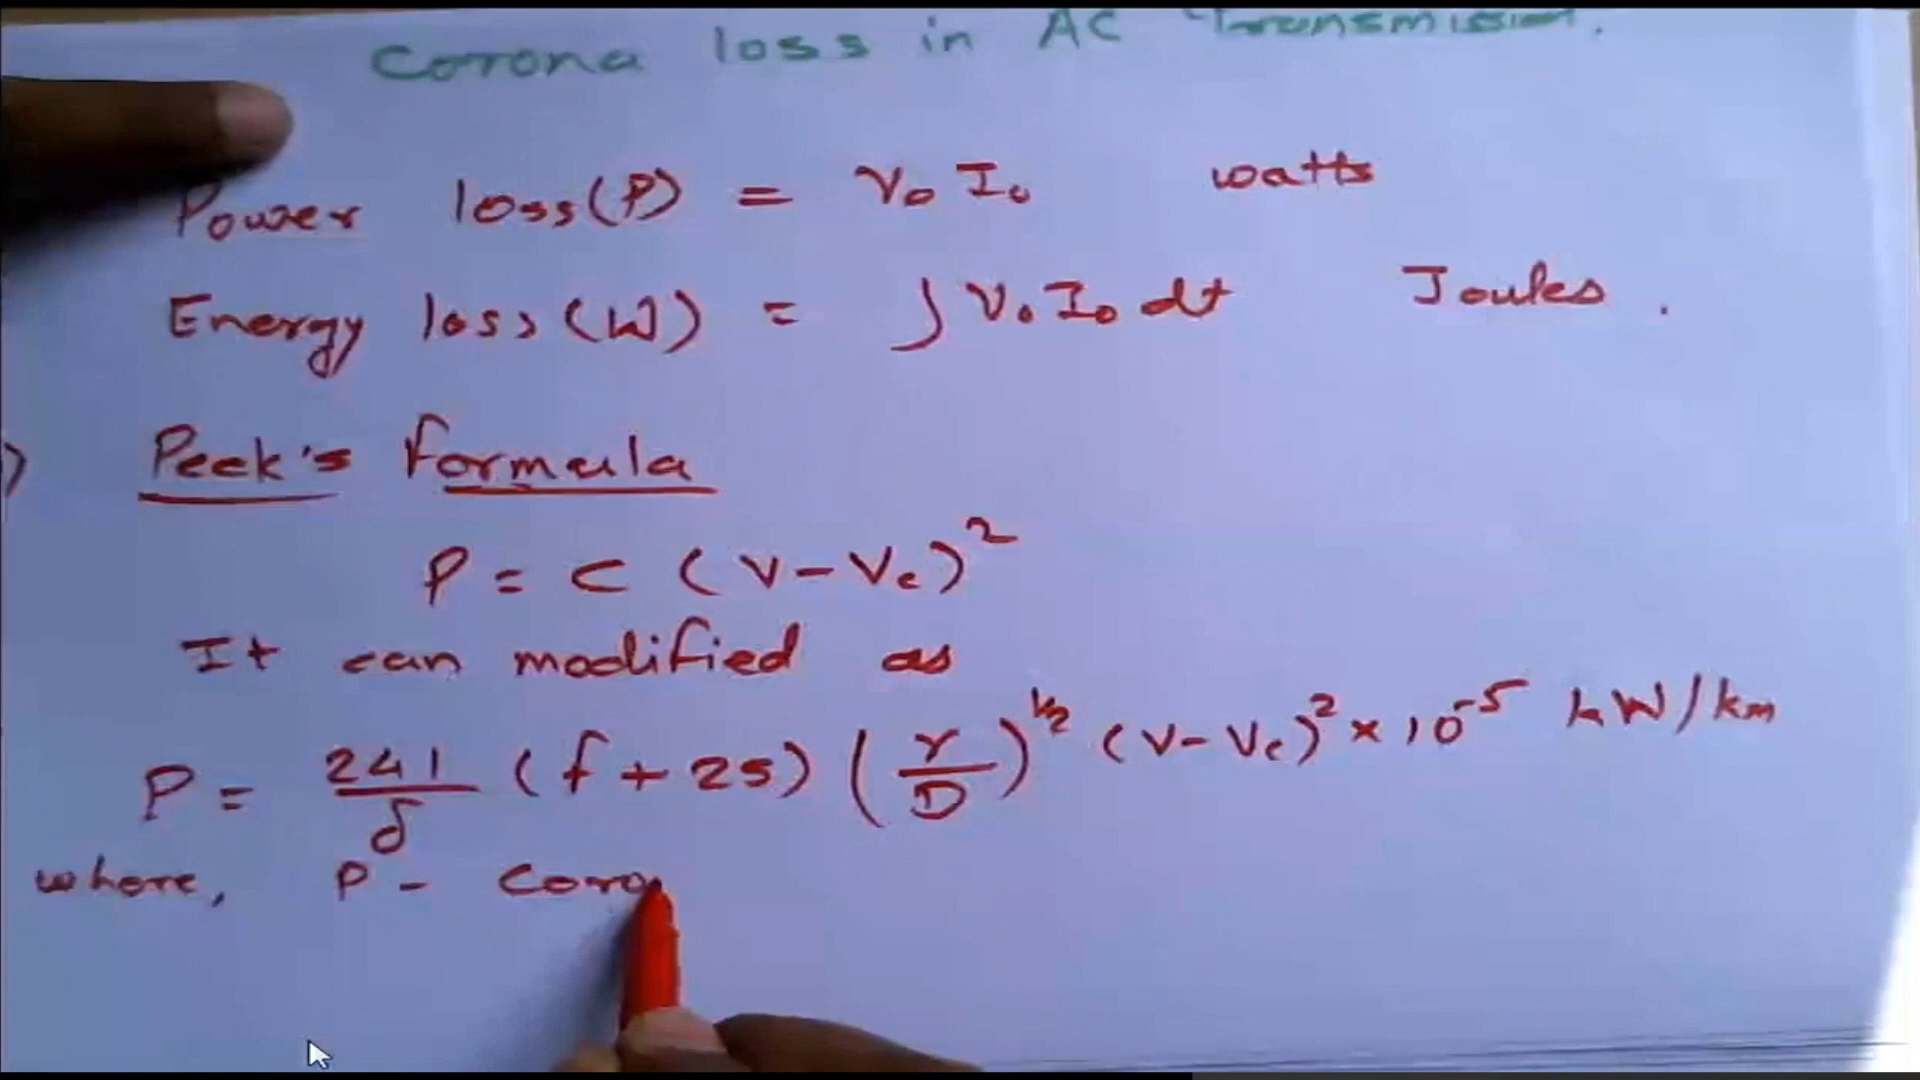 Corona loss in AC Transmission.
Power loss (P) = V₀ I₀ watts
Energy loss (W) = ∫ V₀ I₀ dt Joules.
) Peek's Formula
P = C (V - Vc)²
It can modified as
P = 241/δ (f + 25) (r/D)^1/2 (V - Vc)² × 10⁻⁵ kW/km
where, P - Coro